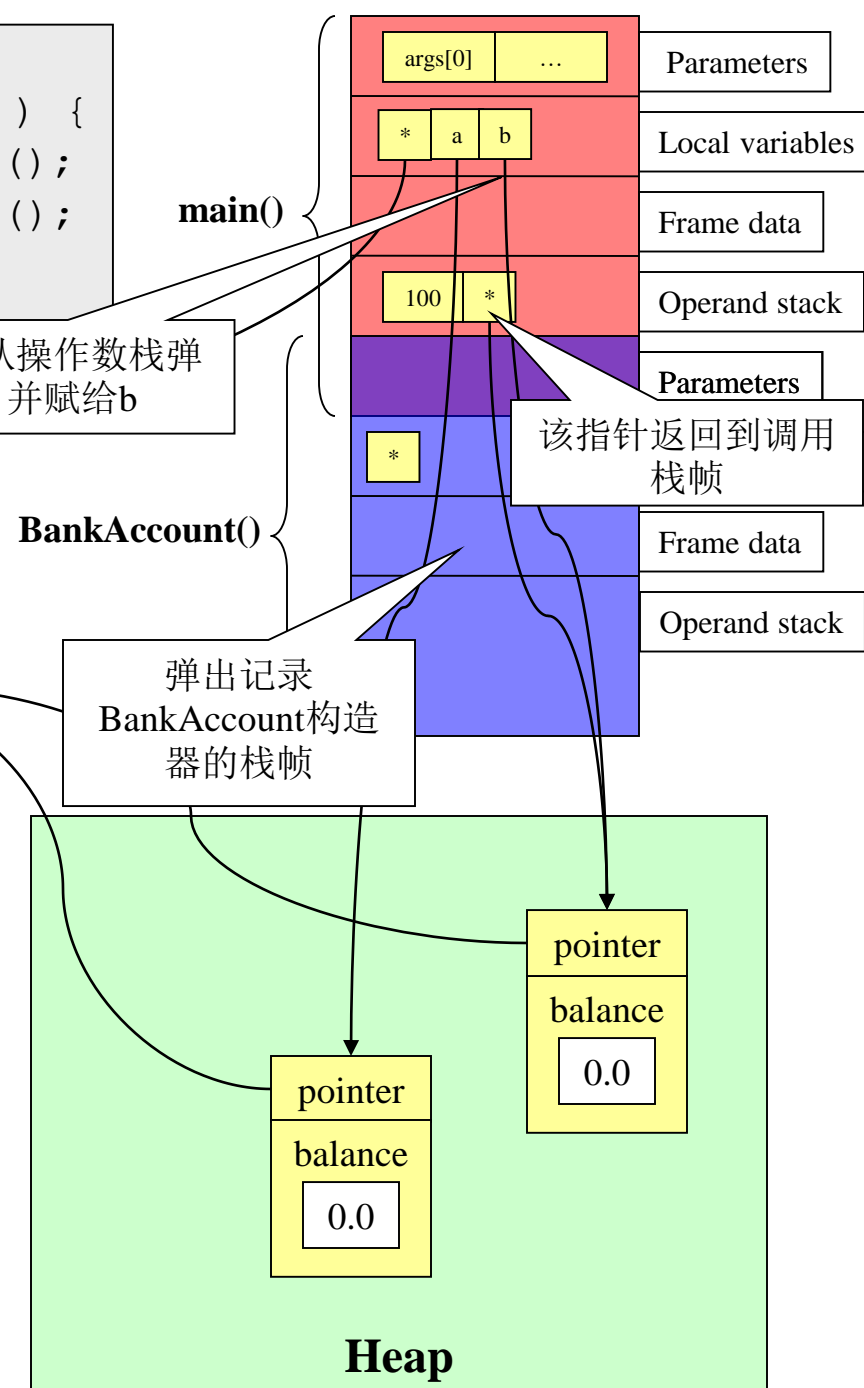 ) {
();
();
args[0]
…
Parameters
* a b
Local variables
main()
Frame data
100 *
Operand stack
操作数栈弹
并赋给b
Parameters
该指针返回到调用
栈帧
*
BankAccount()
Frame data
Operand stack
弹出记录
BankAccount构造
器的栈帧
pointer
balance
0.0
pointer
balance
0.0
Heap